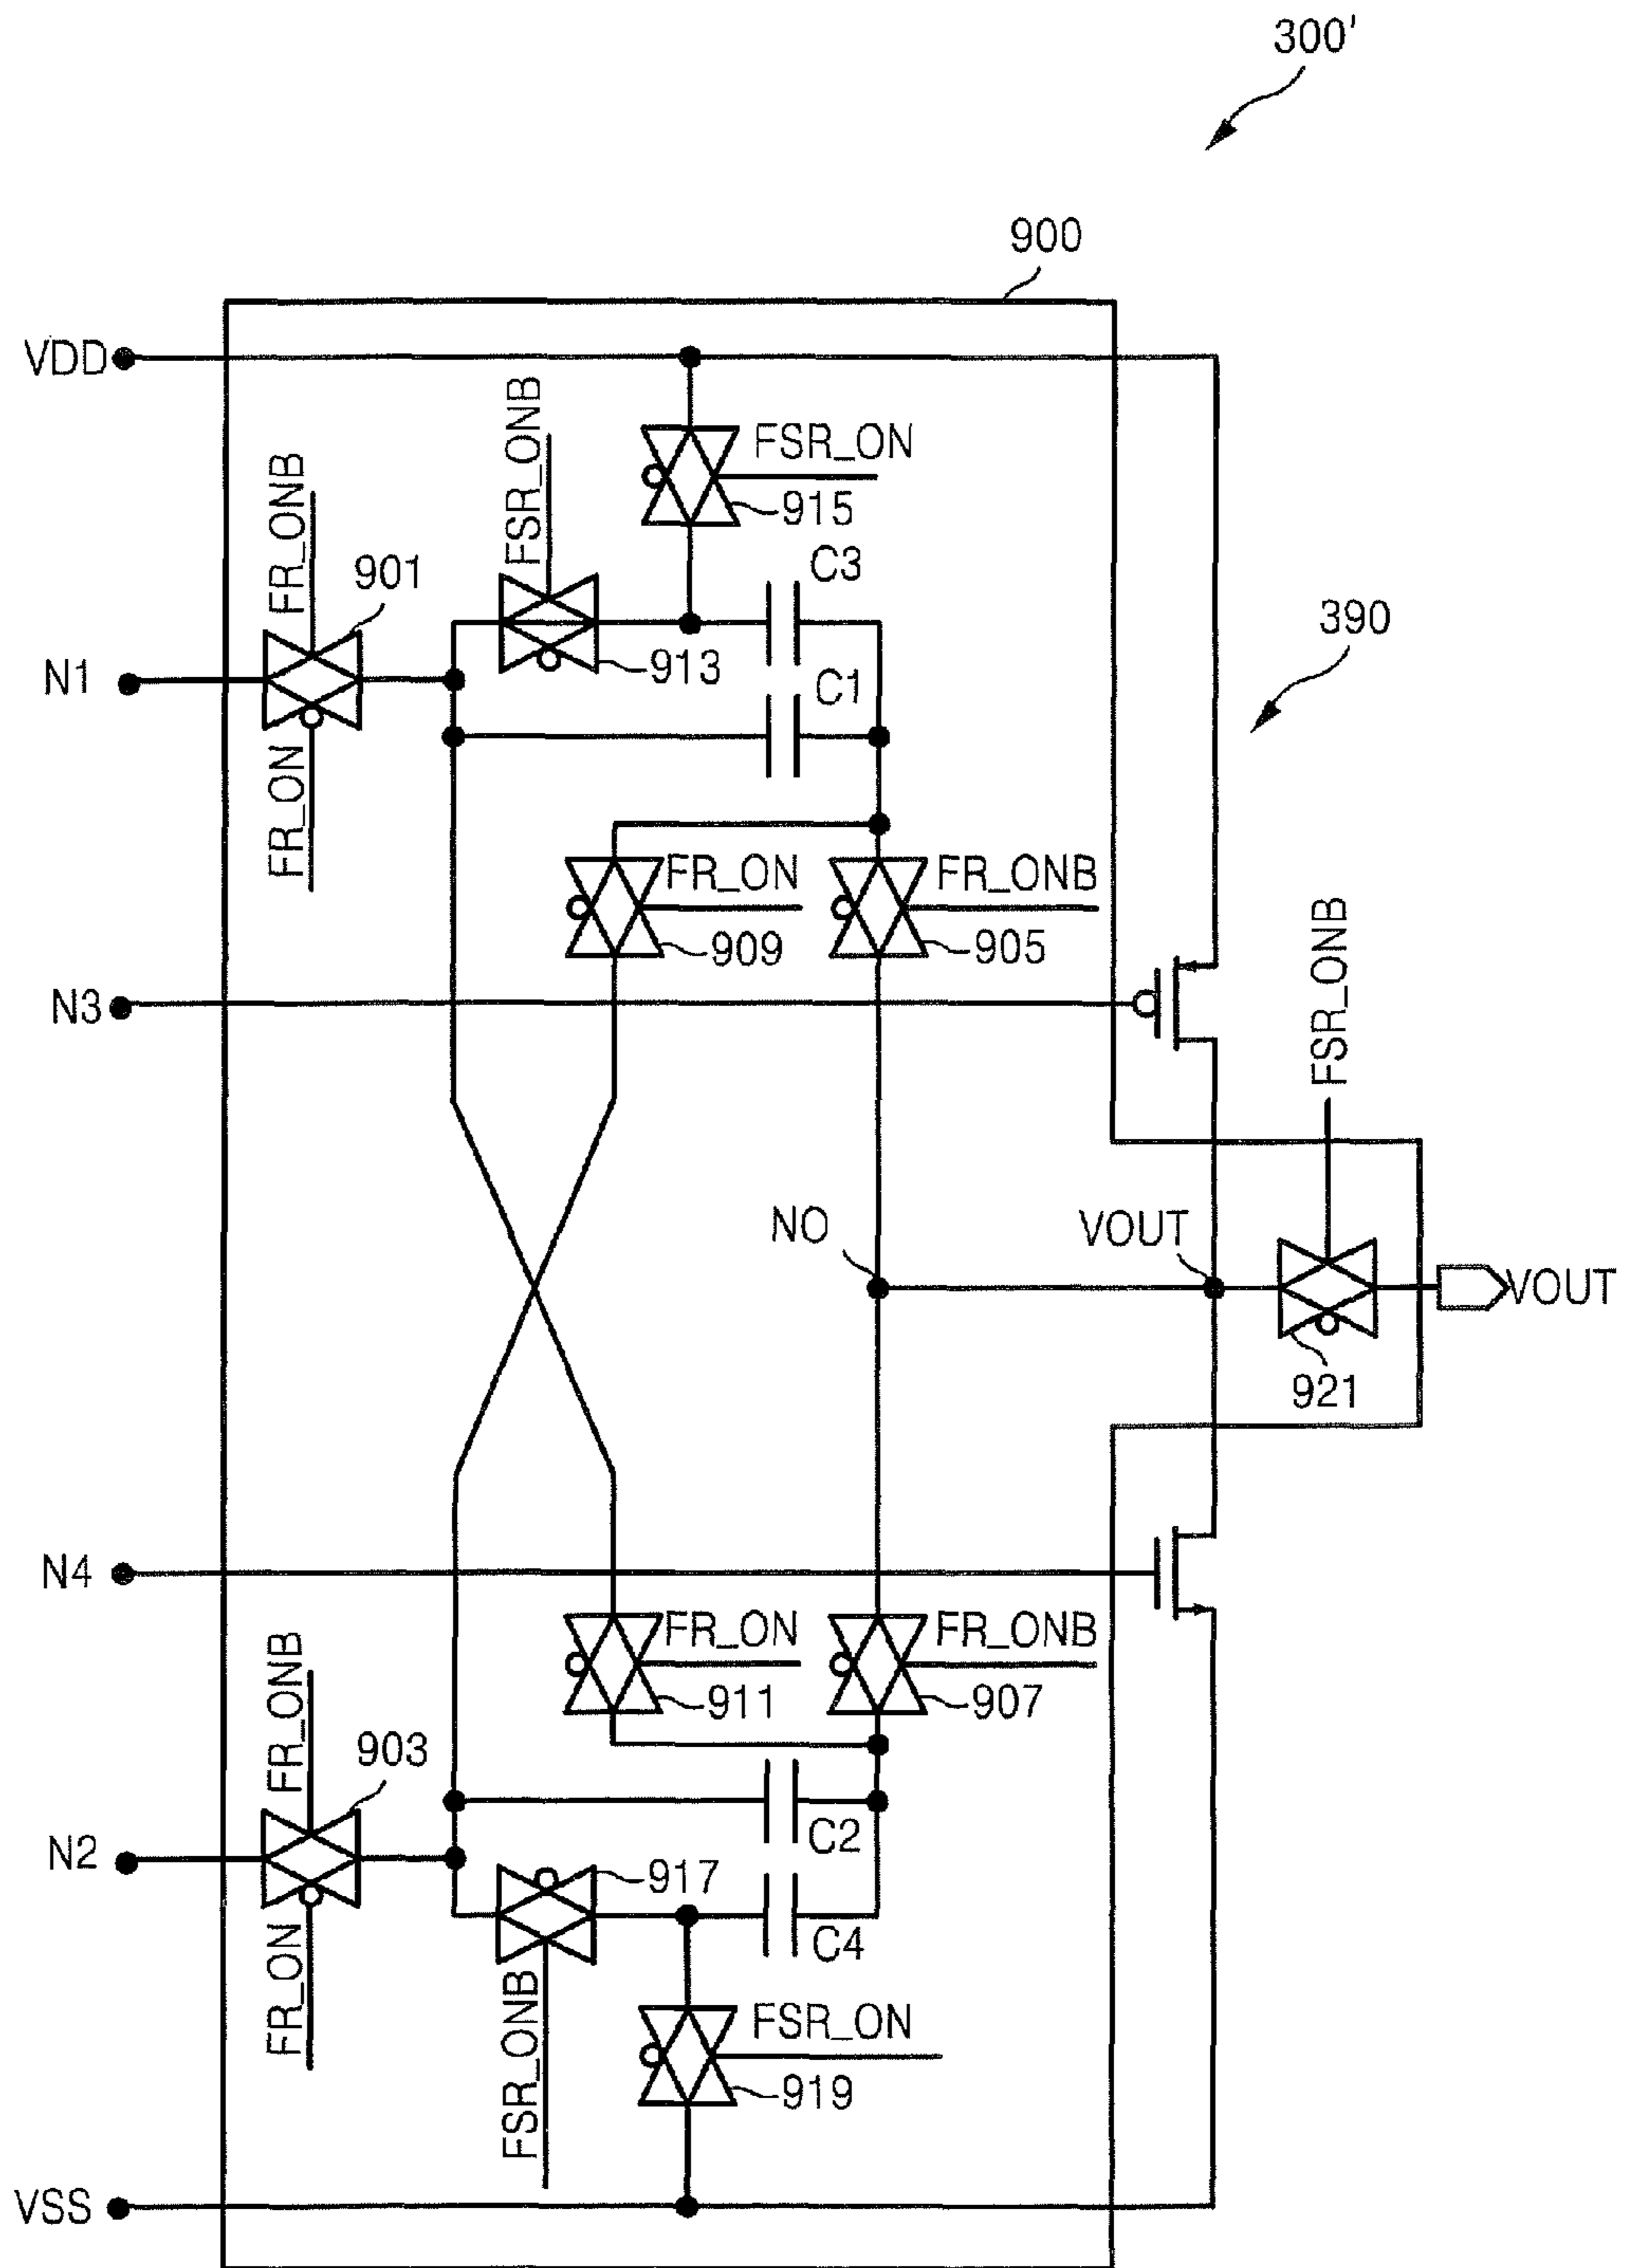 300'
900
VDD
FSR_ONB
FSR_ON
915
FR_ONB
901
C3
390
N1
913
C1
FR_ON
FR_ON
FR_ONB
909
905
FSR_ONB
N3
NO
VOUT
VOUT
921
N4
FR_ON
FR_ONB
911
907
FR_ONB
903
C2
N2
917
C4
FR_ON
FSR_ONB
FSR_ON
919
VSS